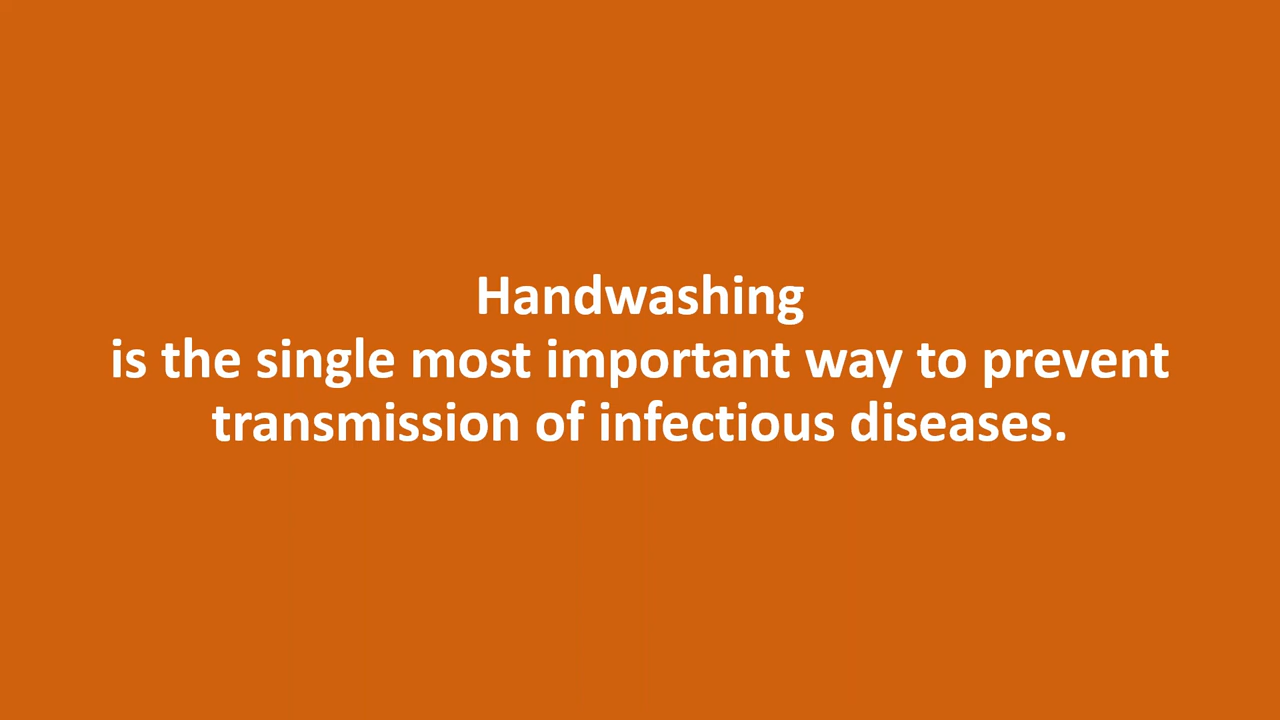 Handwashing
is the single most important way to prevent
transmission of infectious diseases.